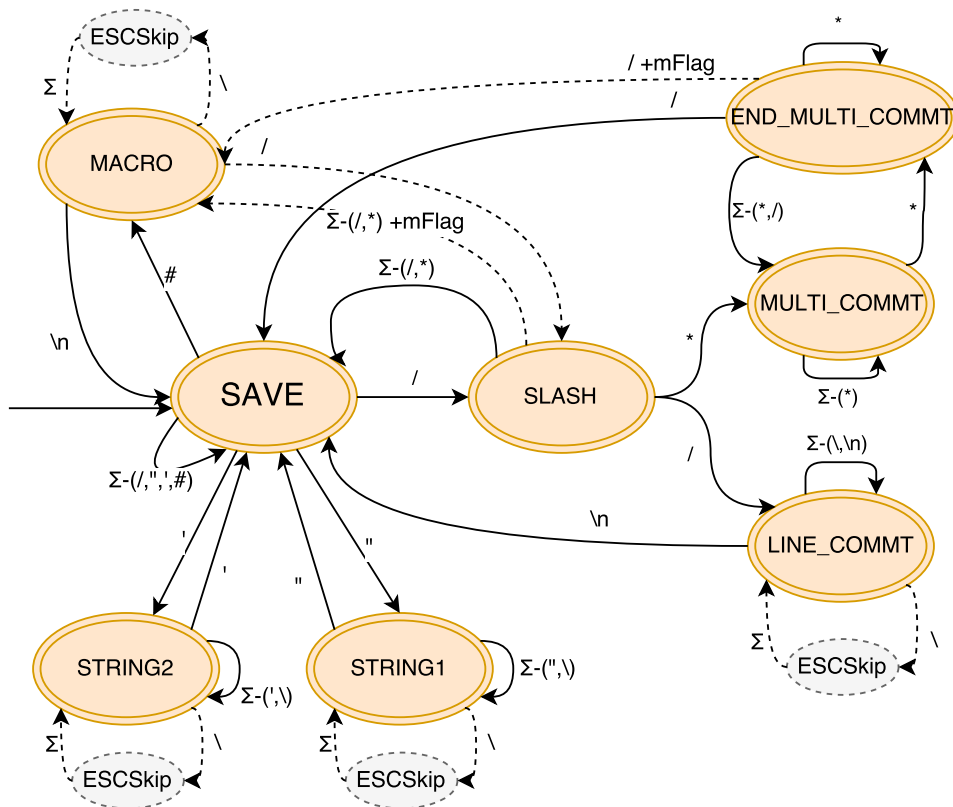 *
ESCSkip
/ +mFlag
Σ
\
/
END_MULTI_COMMT
/
MACRO
Σ-(*,/)
*
Σ-(/,*) +mFlag
Σ-(/,*)
#
MULTI_COMMT
\n
*
/
SAVE
SLASH
Σ-(*)
Σ-(\,\n)
/
Σ-(/,",',#)
\n
LINE_COMMT
'
"
'
"
Σ
\
STRING2
STRING1
ESCSkip
Σ-(',\)
Σ-(",\)
Σ
\
Σ
\
ESCSkip
ESCSkip